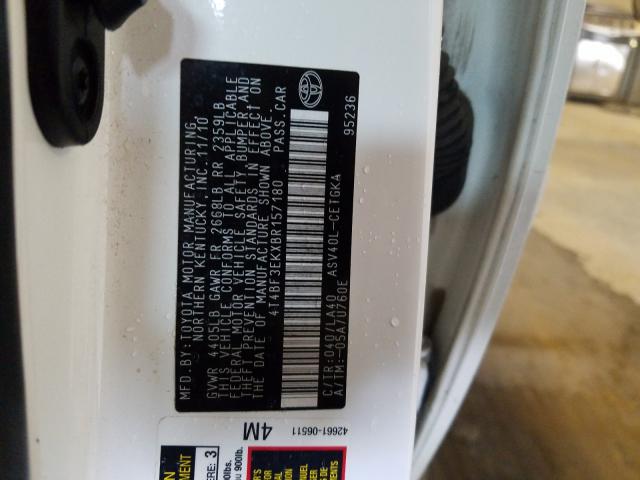 MFD.BY:TOYOTA MOTOR MANUFACTURING,
NORTHERN KENTUCKY, INC. 11/10
GVWR 4405LB GAWR FR 2668LB RR 2359LB
THIS VEHICLE CONFORMS TO ALL APPLICABLE
FEDERAL MOTOR VEHICLE SAFETY, BUMPER AND
THEFT PREVENTION STANDARDS IN EFFECT ON
THE DATE OF MANUFACTURE SHOWN ABOVE.
4T4BF3EKXBR157180 PASS.CAR
ASV40L-CETGKA
C/TR:040/LA40
A/TM:-05A/U760E 95236
4M 42661-06511